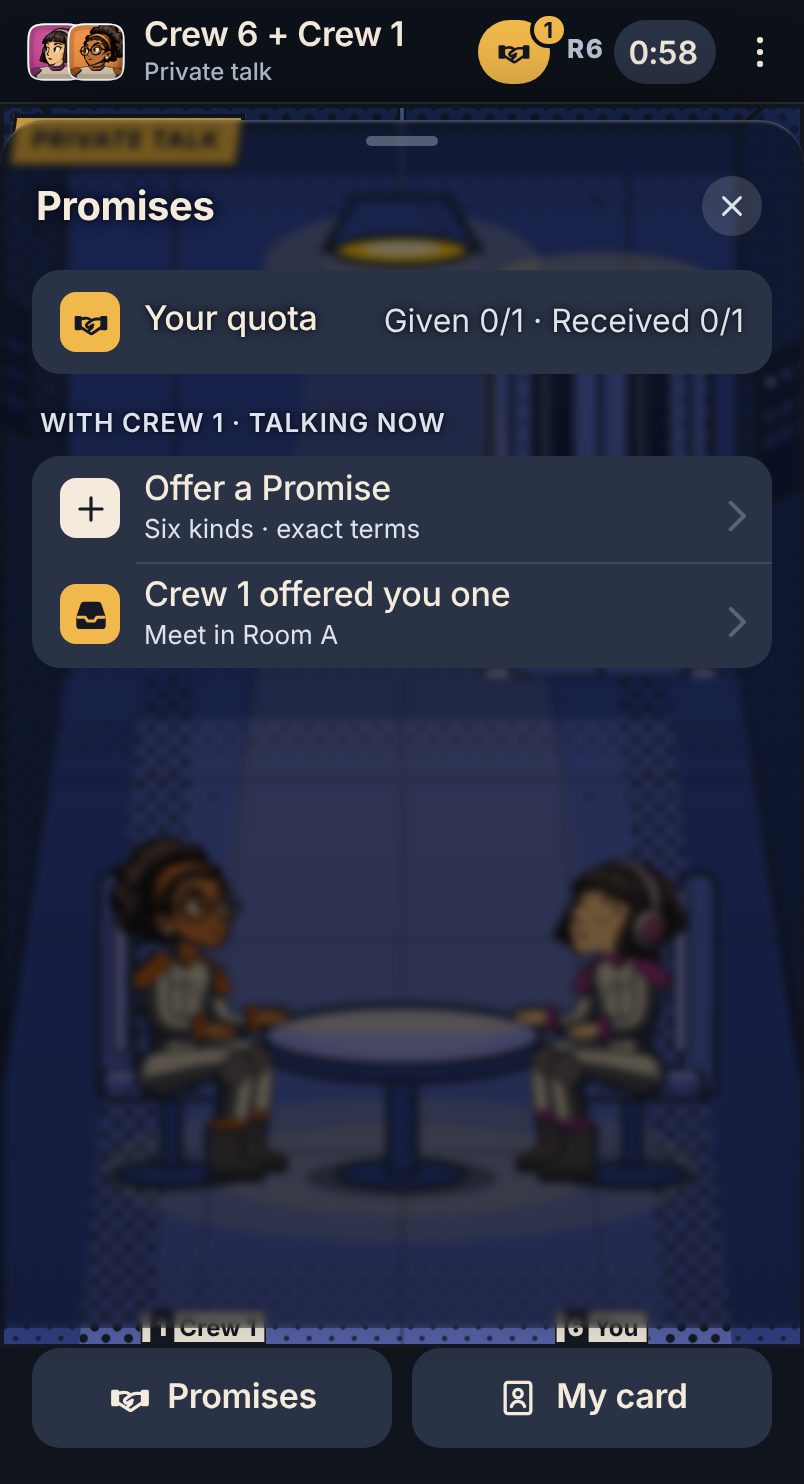 Crew 6 + Crew 1
Private talk
1
R6
0:58
PRIVATE TALK
Promises
Your quota
Given 0/1 · Received 0/1
WITH CREW 1 · TALKING NOW
Offer a Promise
Six kinds · exact terms
Crew 1 offered you one
Meet in Room A
1 Crew 1
6 You
Promises
My card